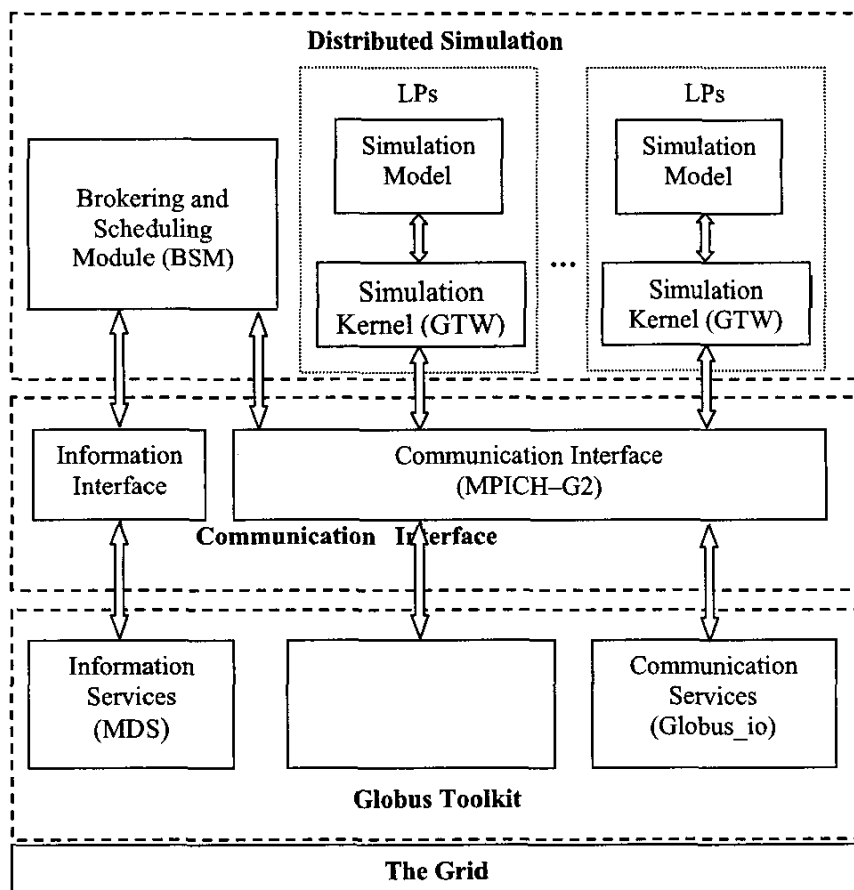 Distributed Simulation
LPs
LPs
Simulation
Model
Simulation
Model
Brokering and
Scheduling
Module (BSM)
...
Simulation
Kernel (GTW)
Simulation
Kernel (GTW)
Information
Interface
Communication Interface
(MPICH–G2)
Communication Interface
Information
Services
(MDS)
Communication
Services
(Globus_io)
Globus Toolkit
The Grid